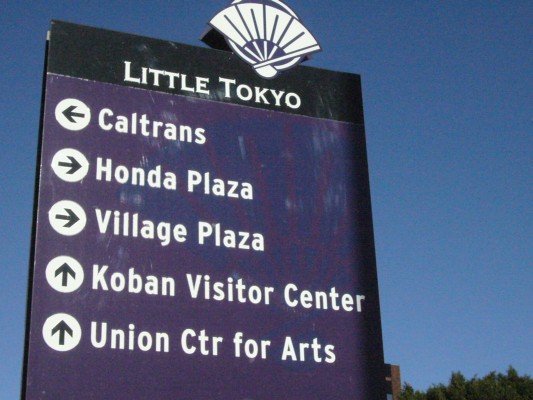 LITTLE TOKYO
Caltrans
Honda Plaza
Village Plaza
Koban Visitor Center
Union Ctr for Arts